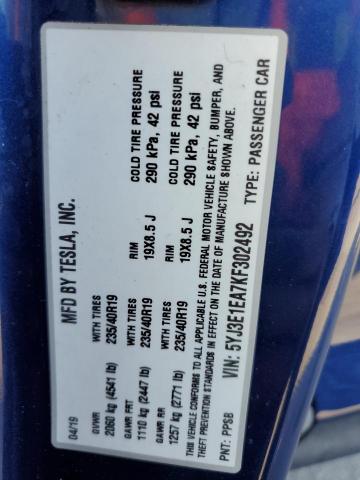 MFD BY TESLA, INC.
04/19
GVWR WITH TIRES RIM COLD TIRE PRESSURE
2060 kg (4541 lb) 235/40R19 19X8.5 J 290 kPa, 42 psi
GAWR FRT WITH TIRES RIM COLD TIRE PRESSURE
1110 kg (2447 lb) 235/40R19 19X8.5 J 290 kPa, 42 psi
GAWR RR
1257 kg (2771 lb) 235/40R19
THIS VEHICLE CONFORMS TO ALL APPLICABLE U.S. FEDERAL MOTOR VEHICLE SAFETY, BUMPER, AND
THEFT PREVENTION STANDARDS IN EFFECT ON THE DATE OF MANUFACTURE SHOWN ABOVE.
VIN: 5YJ3E1EA7KF302492 TYPE: PASSENGER CAR
PNT: PPSB